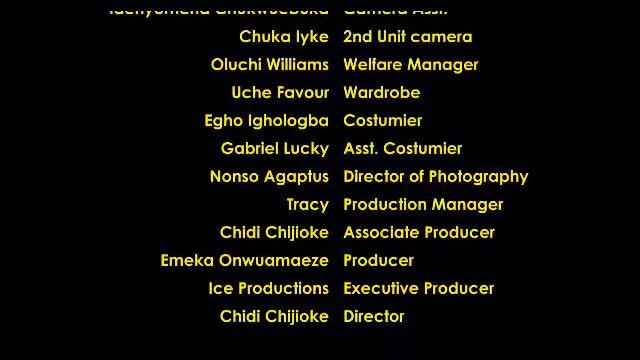 Camera Asst.
Chuka Iyke 2nd Unit camera
Oluchi Williams Welfare Manager
Uche Favour Wardrobe
Egho Ighologba Costumier
Gabriel Lucky Asst. Costumier
Nonso Agaptus Director of Photography
Tracy Production Manager
Chidi Chijioke Associate Producer
Emeka Onwuamaeze Producer
Ice Productions Executive Producer
Chidi Chijioke Director